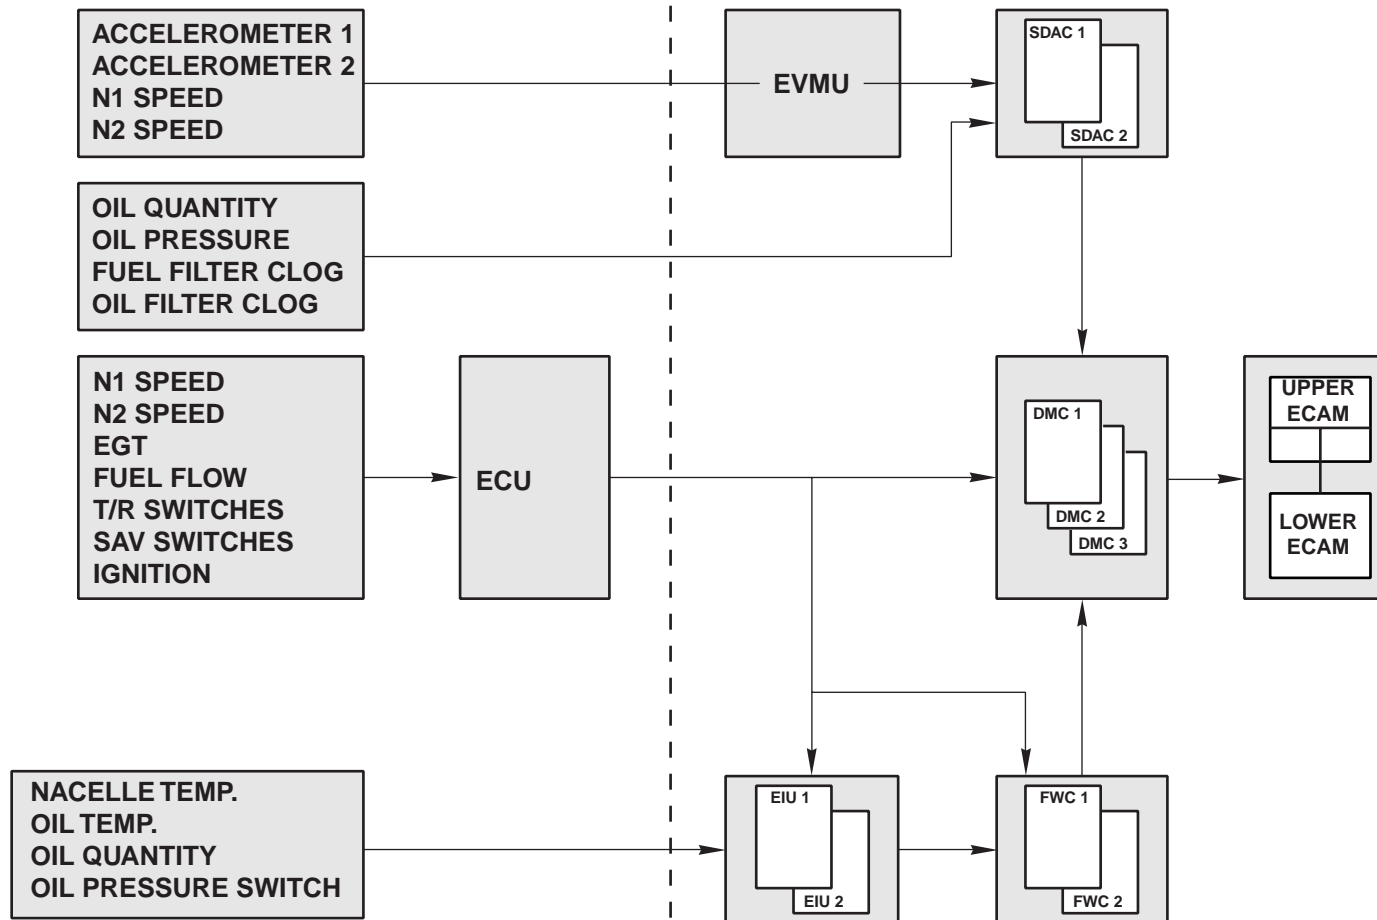 ACCELEROMETER 1
ACCELEROMETER 2
N1 SPEED
N2 SPEED
EVMU
SDAC 1
SDAC 2
OIL QUANTITY
OIL PRESSURE
FUEL FILTER CLOG
OIL FILTER CLOG
N1 SPEED
N2 SPEED
EGT
FUEL FLOW
T/R SWITCHES
SAV SWITCHES
IGNITION
ECU
DMC 1
DMC 2
DMC 3
UPPER
ECAM
LOWER
ECAM
NACELLE TEMP.
OIL TEMP.
OIL QUANTITY
OIL PRESSURE SWITCH
EIU 1
EIU 2
FWC 1
FWC 2